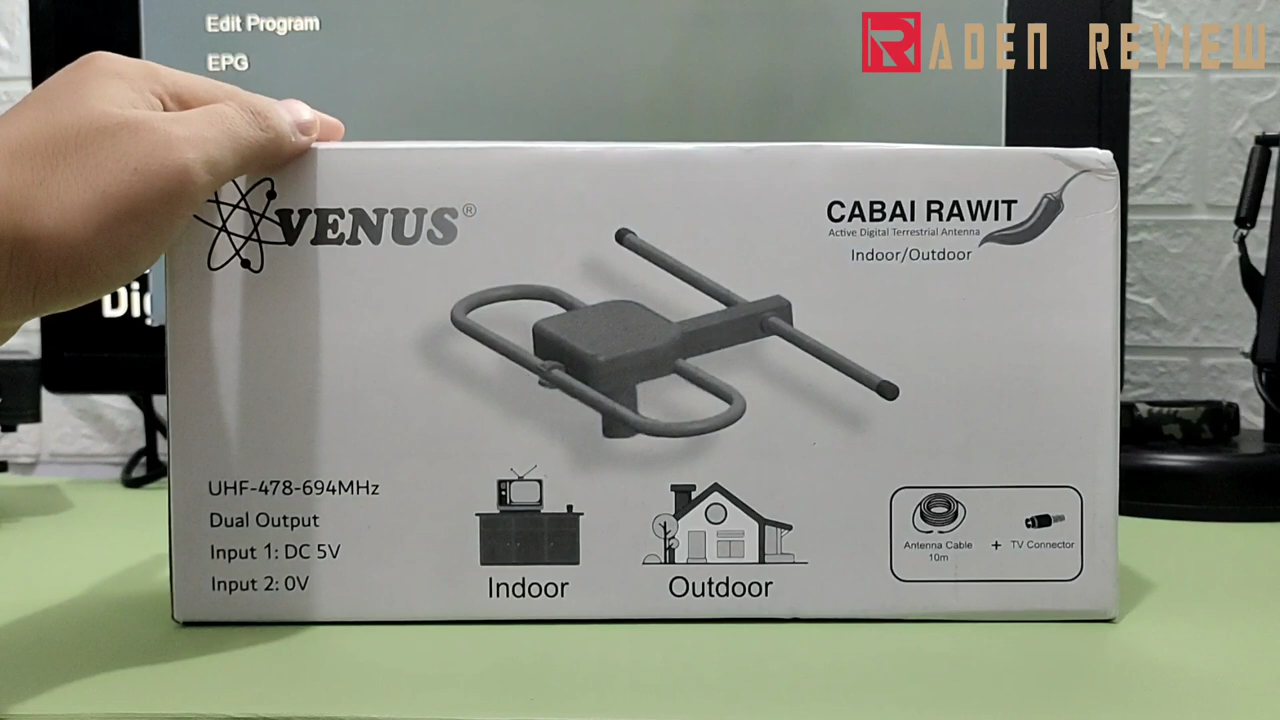 Edit Program
EPG
RADEN REVIEW
VENUS®
CABAI RAWIT
Active Digital Terrestrial Antenna
Indoor/Outdoor
UHF-478-694MHz
Dual Output
Input 1: DC 5V
Input 2: 0V
Indoor
Outdoor
Antenna Cable
10m
+ TV Connector